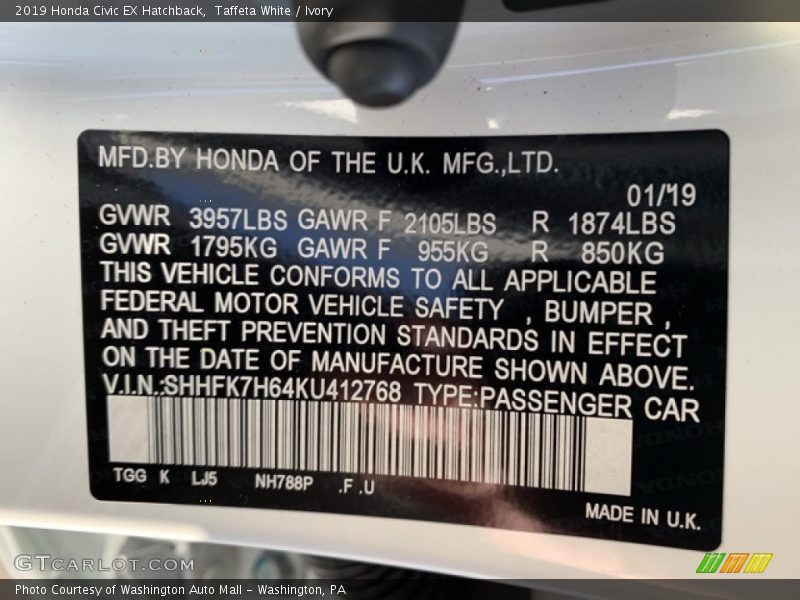 2019 Honda Civic EX Hatchback,  Taffeta White / Ivory
MFD.BY HONDA OF THE U.K. MFG.,LTD.
01/'19
GVWR 3957LBS GAWR F 2105LBS R 1874LBS
GVWR 1795KG GAWR F 955KG R 850KG
THIS VEHICLE CONFORMS TO ALL APPLICABLE
FEDERAL MOTOR VEHICLE SAFETY , BUMPER ,
AND THEFT PREVENTION STANDARDS IN EFFECT
ON THE DATE OF MANUFACTURE SHOWN ABOVE.
V.I.N.:SHHFK7H64KU412768 TYPE:PASSENGER CAR
TGG K LJ5 NH788P .F .U
MADE IN U.K.
GTCARLOT.COM
Photo Courtesy of Washington Auto Mall - Washington, PA